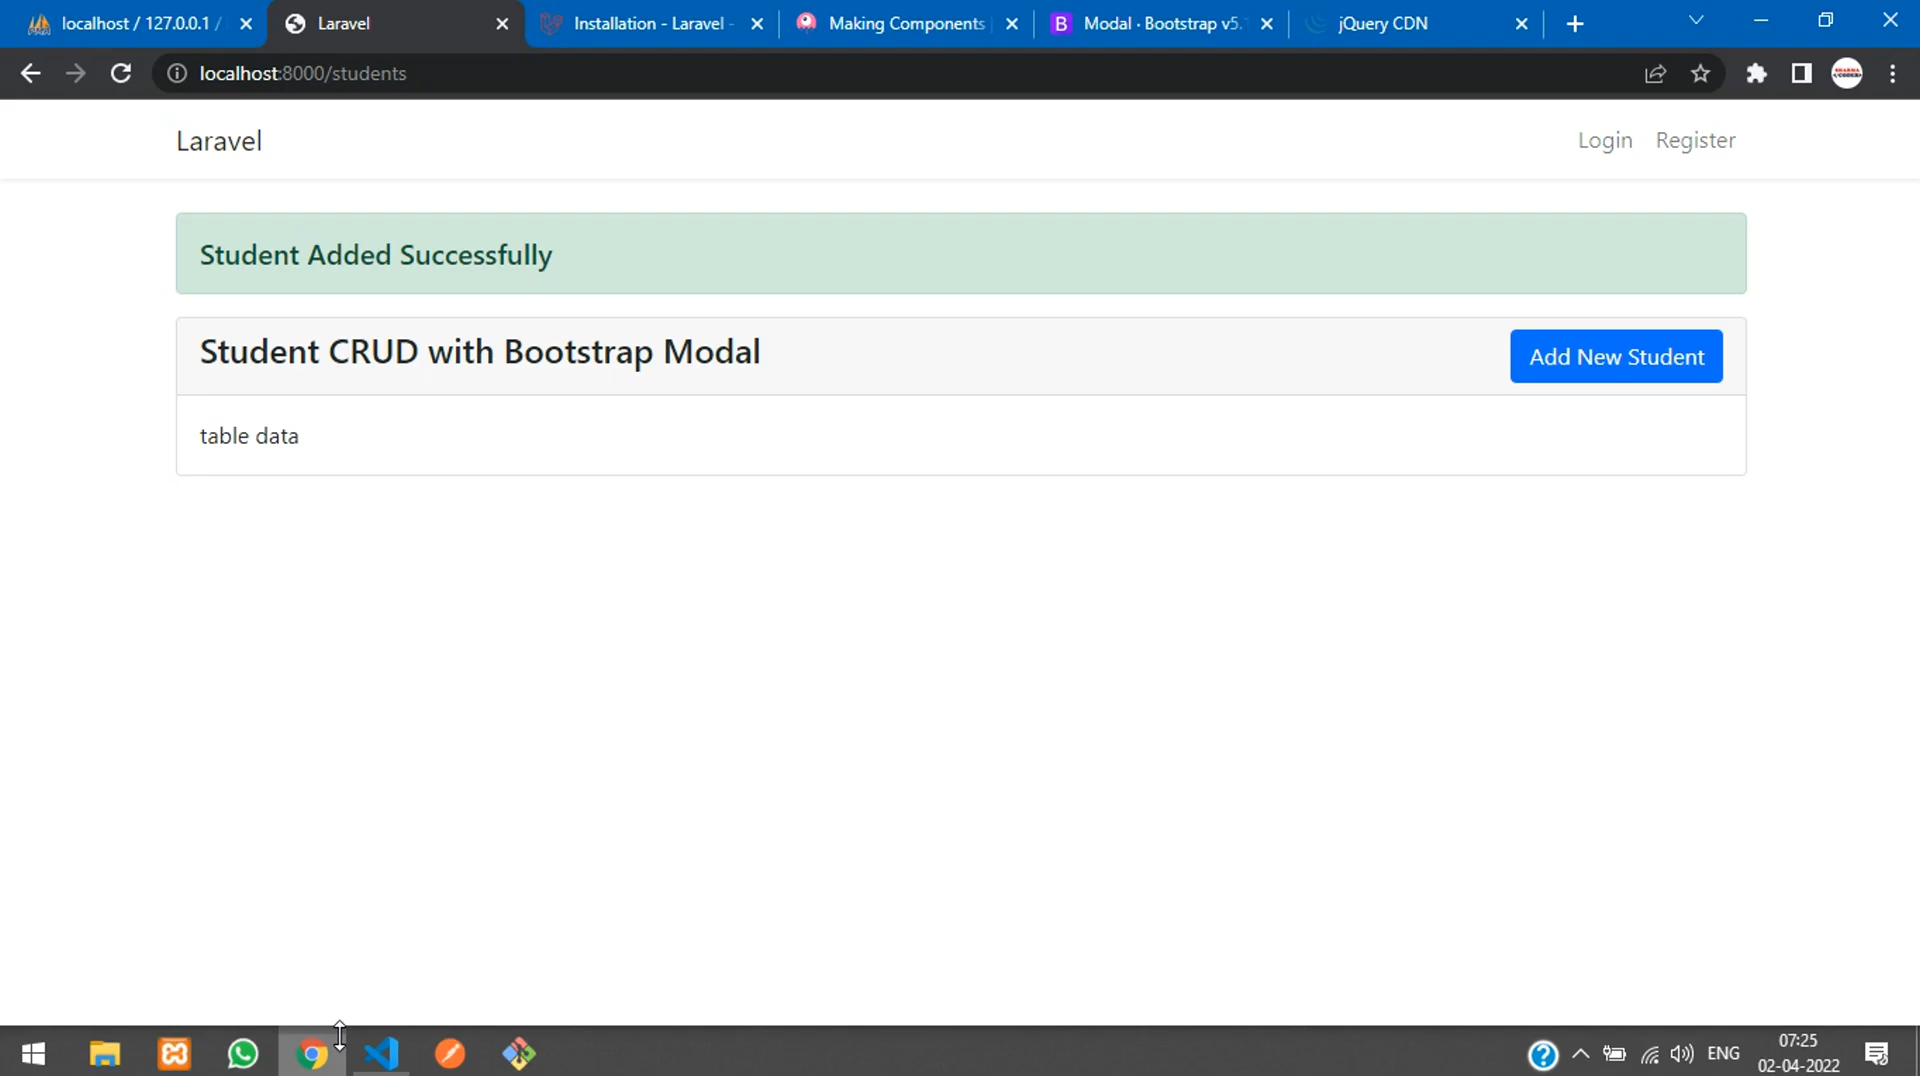 localhost / 127.0.0.1 /
Laravel
Installation - Laravel -
Making Components
Modal · Bootstrap v5.
jQuery CDN
localhost:8000/students
Laravel
Login
Register
Student Added Successfully
Student CRUD with Bootstrap Modal
Add New Student
table data
ENG
07:25
02-04-2022